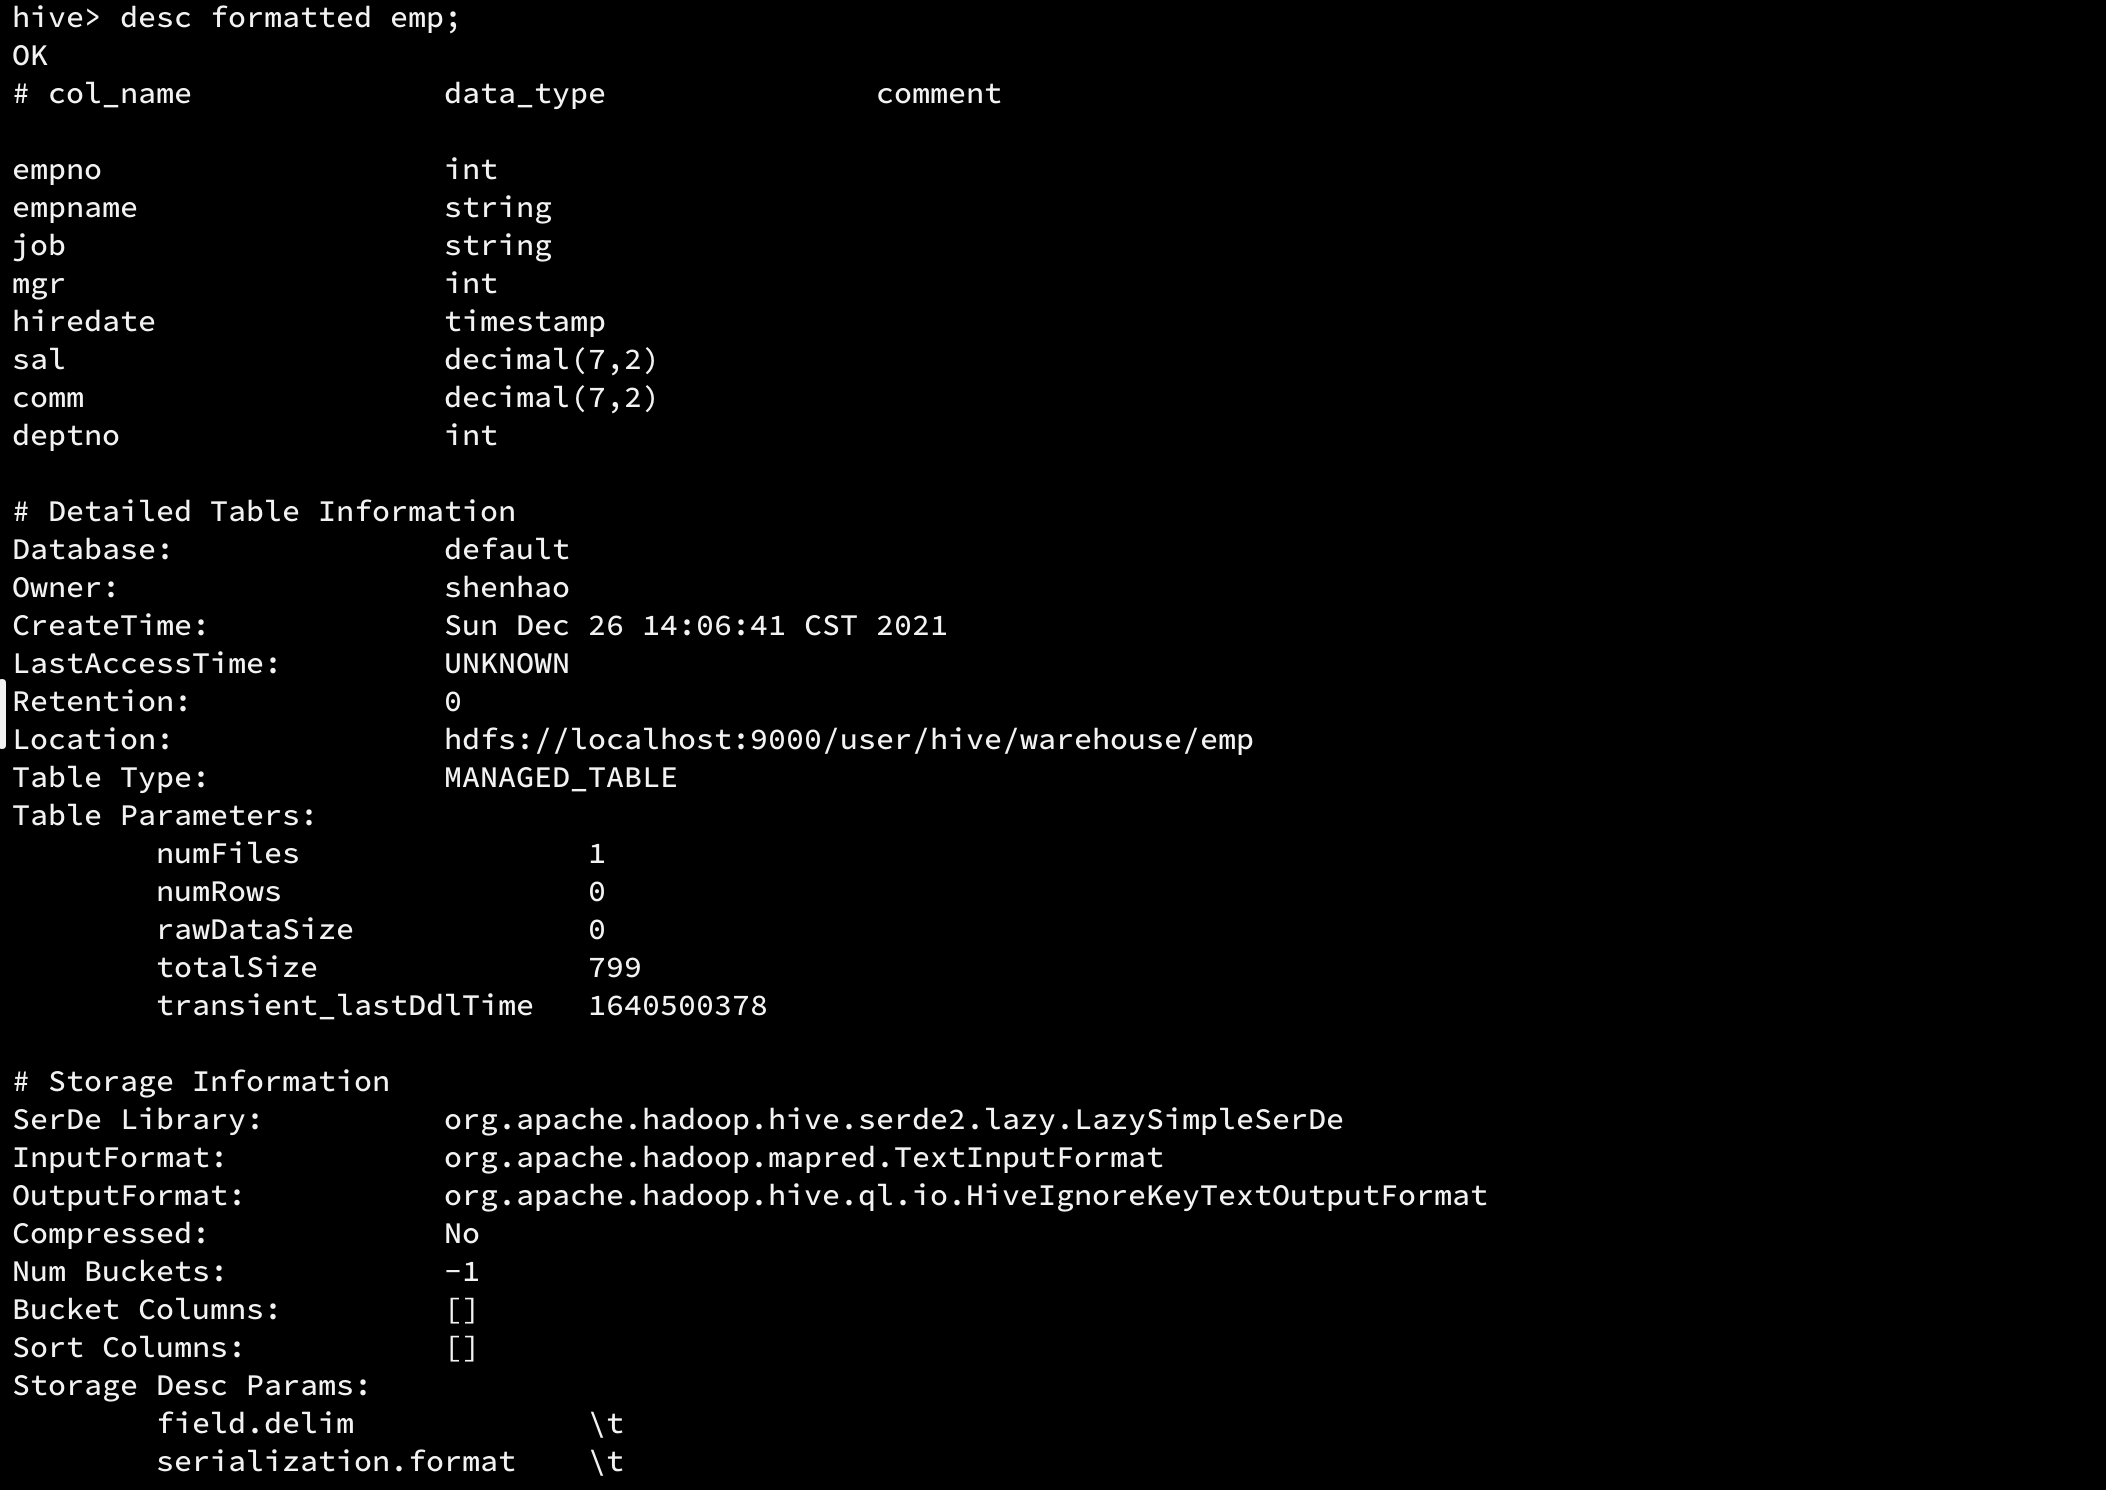 hive> desc formatted emp;
OK
# col_name data_type comment
empno int
empname string
job string
mgr int
hiredate timestamp
sal decimal(7,2)
comm decimal(7,2)
deptno int
# Detailed Table Information
Database: default
Owner: shenhao
CreateTime: Sun Dec 26 14:06:41 CST 2021
LastAccessTime: UNKNOWN
Retention: 0
Location: hdfs://localhost:9000/user/hive/warehouse/emp
Table Type: MANAGED_TABLE
Table Parameters:
numFiles 1
numRows 0
rawDataSize 0
totalSize 799
transient_lastDdlTime 1640500378
# Storage Information
SerDe Library: org.apache.hadoop.hive.serde2.lazy.LazySimpleSerDe
InputFormat: org.apache.hadoop.mapred.TextInputFormat
OutputFormat: org.apache.hadoop.hive.ql.io.HiveIgnoreKeyTextOutputFormat
Compressed: No
Num Buckets: -1
Bucket Columns: []
Sort Columns: []
Storage Desc Params:
field.delim \t
serialization.format \t